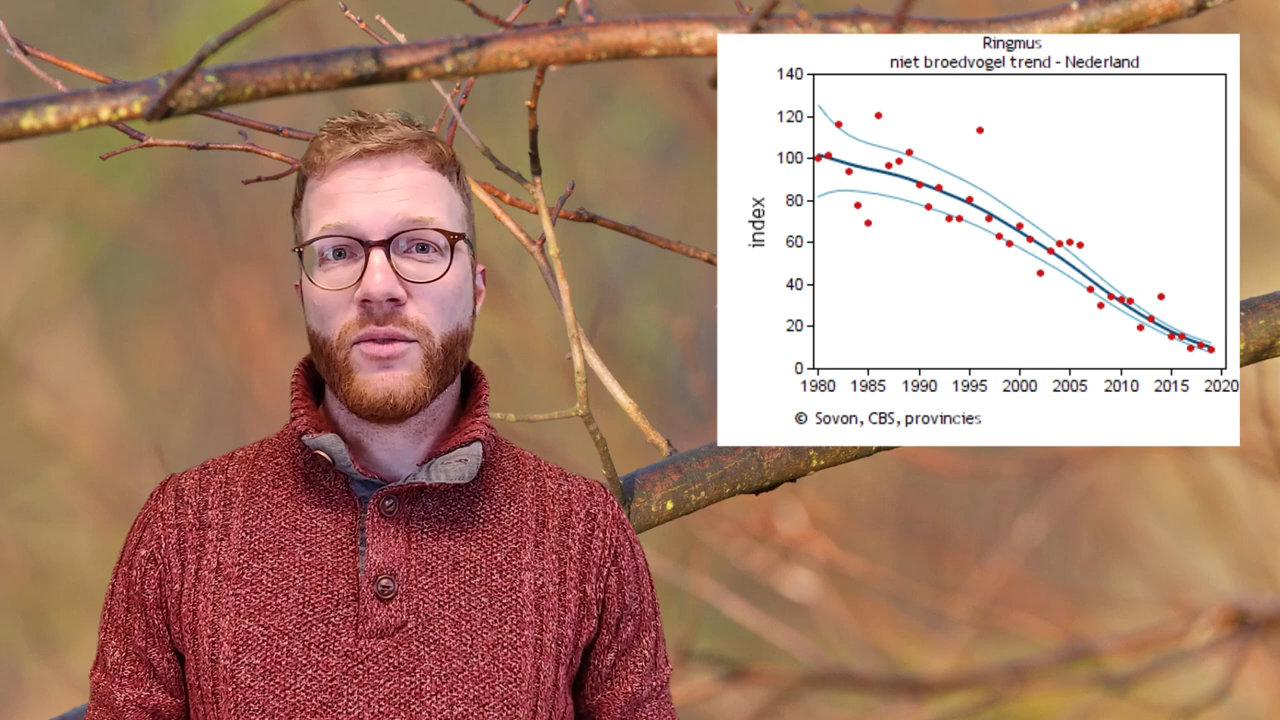 Ringmus
niet broedvogel trend - Nederland
140
120
100
80
60
40
20
0
index
1980 1985 1990 1995 2000 2005 2010 2015 2020
© Sovon, CBS, provincies